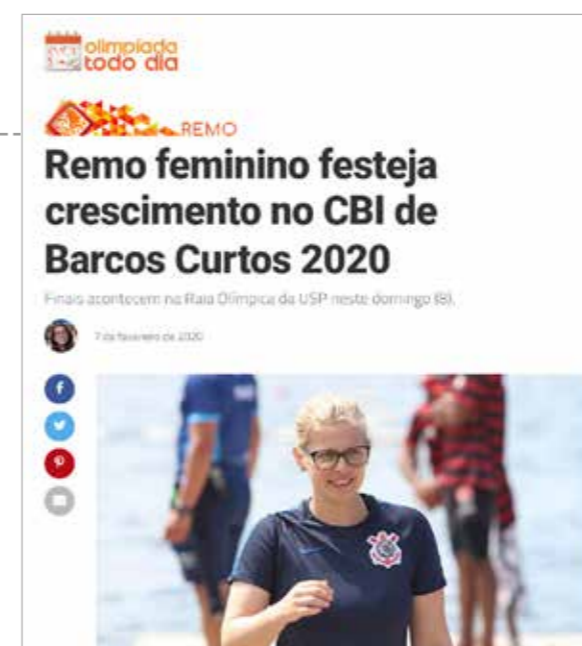 olimpíada
todo dia
REMO
Remo feminino festeja
crescimento no CBI de
Barcos Curtos 2020
Finais acontecem na Raia Olímpica da USP neste domingo (8).
7 de fevereiro de 2020